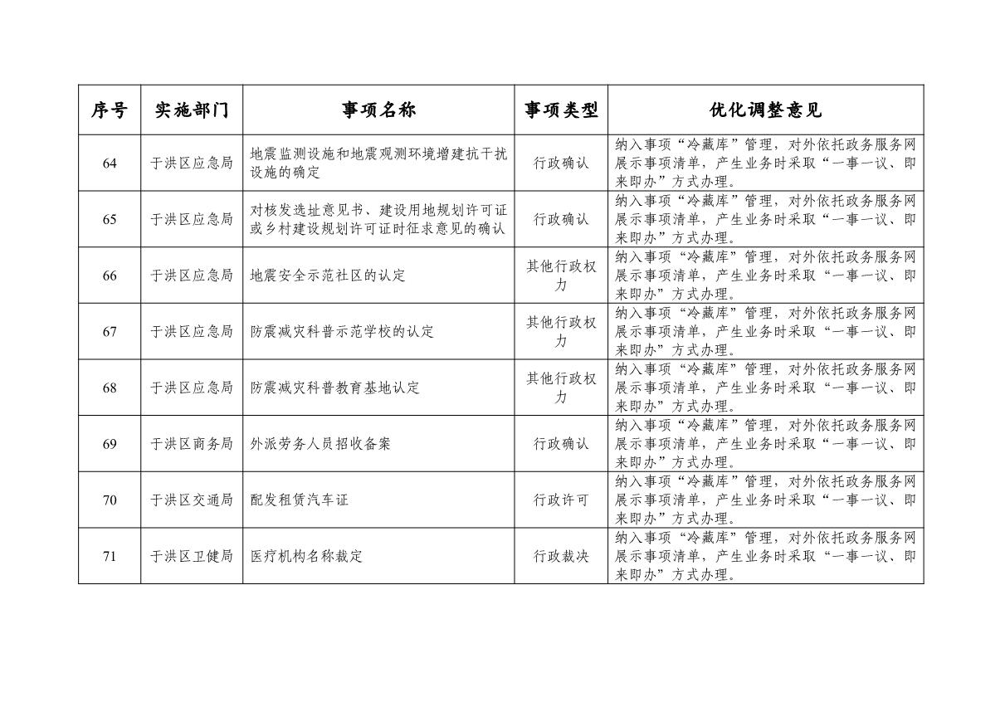 序号 实施部门 事项名称 事项类型 优化调整意见
64 于洪区应急局 地震监测设施和地震观测环境增建抗干扰
设施的确定 行政确认 纳入事项“冷藏库”管理，对外依托政务服务网
展示事项清单，产生业务时采取“一事一议、即
来即办”方式办理。
65 于洪区应急局 对核发选址意见书、建设用地规划许可证
或乡村建设规划许可证时征求意见的确认 行政确认 纳入事项“冷藏库”管理，对外依托政务服务网
展示事项清单，产生业务时采取“一事一议、即
来即办”方式办理。
66 于洪区应急局 地震安全示范社区的认定 其他行政权
力 纳入事项“冷藏库”管理，对外依托政务服务网
展示事项清单，产生业务时采取“一事一议、即
来即办”方式办理。
67 于洪区应急局 防震减灾科普示范学校的认定 其他行政权
力 纳入事项“冷藏库”管理，对外依托政务服务网
展示事项清单，产生业务时采取“一事一议、即
来即办”方式办理。
68 于洪区应急局 防震减灾科普教育基地认定 其他行政权
力 纳入事项“冷藏库”管理，对外依托政务服务网
展示事项清单，产生业务时采取“一事一议、即
来即办”方式办理。
69 于洪区商务局 外派劳务人员招收备案 行政确认 纳入事项“冷藏库”管理，对外依托政务服务网
展示事项清单，产生业务时采取“一事一议、即
来即办”方式办理。
70 于洪区交通局 配发租赁汽车证 行政许可 纳入事项“冷藏库”管理，对外依托政务服务网
展示事项清单，产生业务时采取“一事一议、即
来即办”方式办理。
71 于洪区卫健局 医疗机构名称裁定 行政裁决 纳入事项“冷藏库”管理，对外依托政务服务网
展示事项清单，产生业务时采取“一事一议、即
来即办”方式办理。